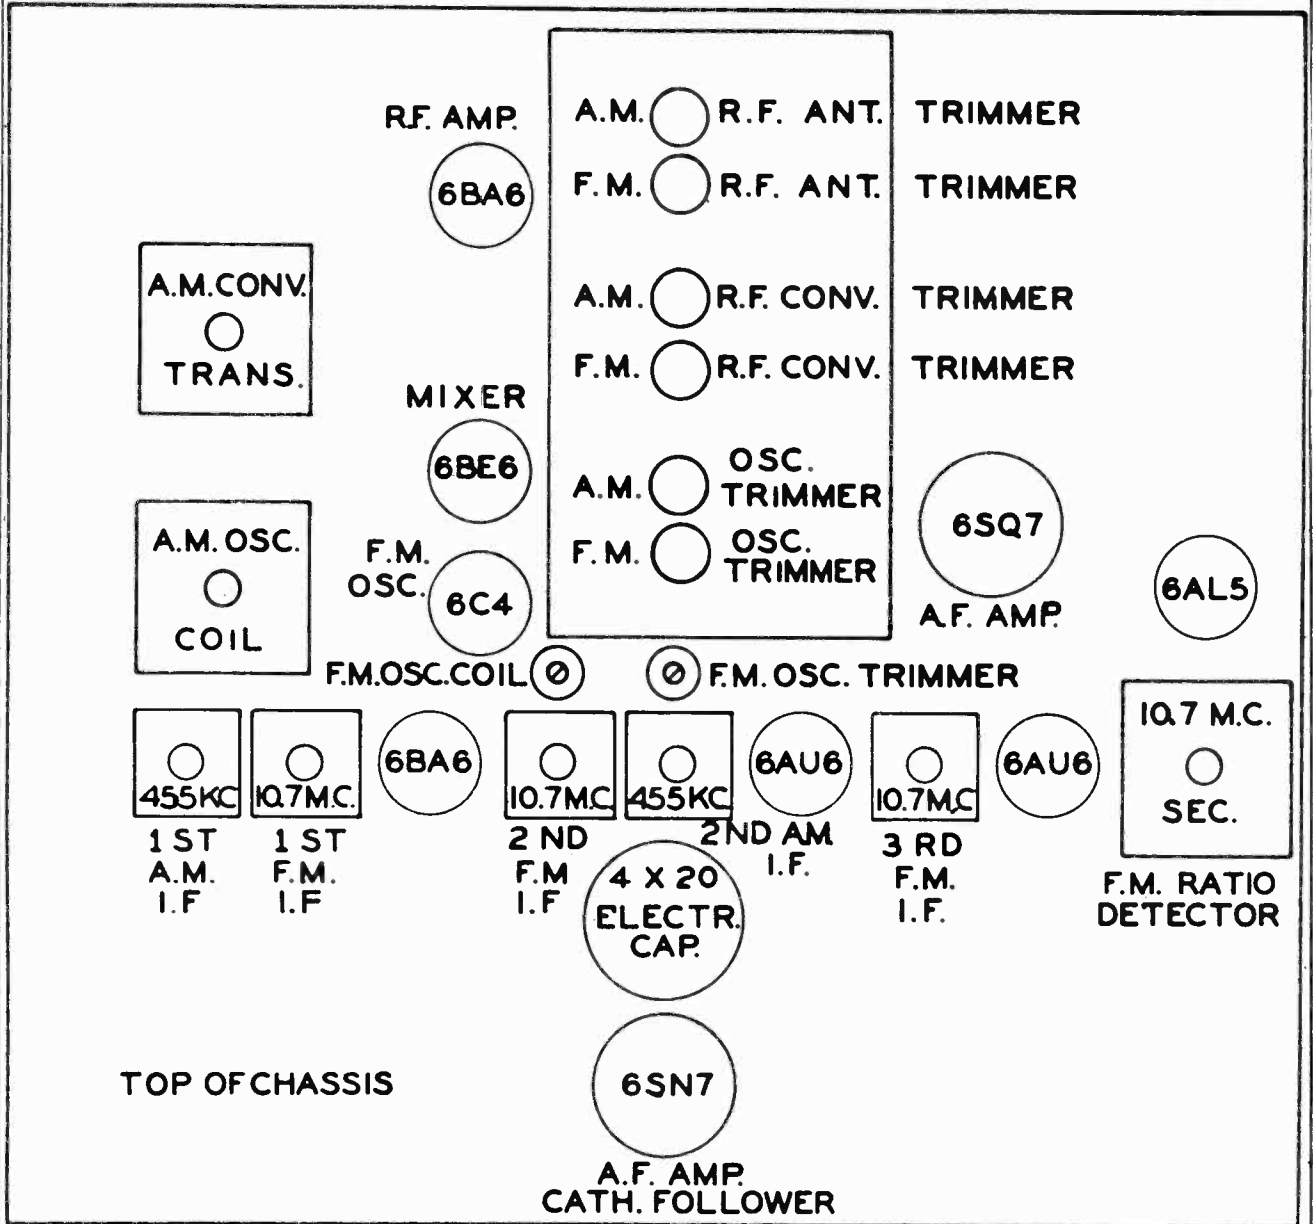 R.F. AMP.
6BA6
A.M. R.F. ANT. TRIMMER
F.M. R.F. ANT. TRIMMER
A.M. CONV.
TRANS.
A.M. R.F. CONV. TRIMMER
F.M. R.F. CONV. TRIMMER
MIXER
6BE6
A.M. OSC.
TRIMMER
F.M. OSC.
TRIMMER
6SQ7
A.F. AMP.
6AL5
A.M. OSC.
COIL
F.M.
OSC.
6C4
F.M. OSC. COIL
F.M. OSC. TRIMMER
455KC
1 ST
A.M.
I.F
10.7 M.C.
1 ST
F.M.
I.F
6BA6
10.7 M.C
2 ND
F.M
I.F
455KC
2ND AM
I.F.
6AU6
10.7 M.C
3 RD
F.M.
I.F.
6AU6
10.7 M.C.
SEC.
F.M. RATIO
DETECTOR
4 X 20
ELECTR.
CAP.
TOP OF CHASSIS
6SN7
A.F. AMP.
CATH. FOLLOWER